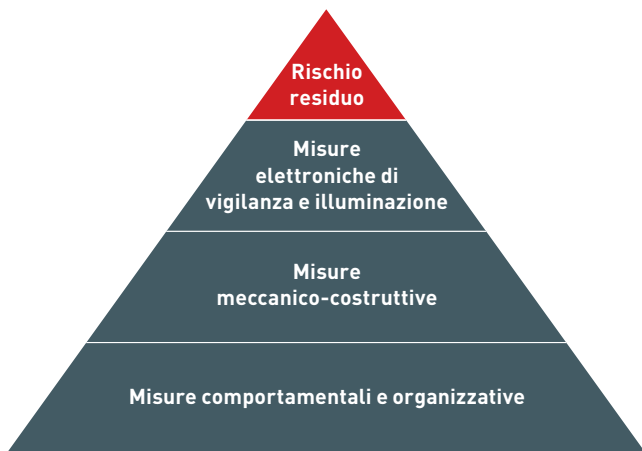 Rischio
residuo
Misure
elettroniche di
vigilanza e illuminazione
Misure
meccanico-costruttive
Misure comportamentali e organizzative